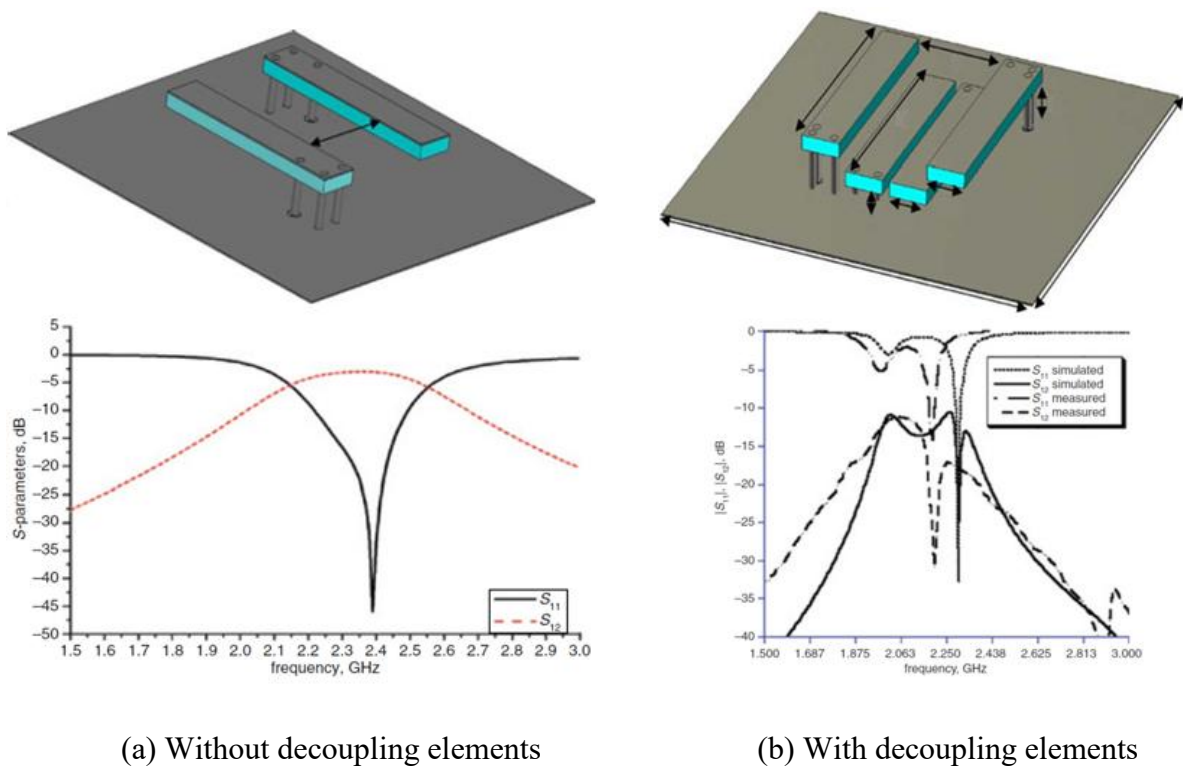 5
0
–5
–10
–15
–20
–25
–30
–35
–40
–45
–50
S-parameters, dB
S₁₁
S₁₂
1.5 1.6 1.7 1.8 1.9 2.0 2.1 2.2 2.3 2.4 2.5 2.6 2.7 2.8 2.9 3.0
frequency, GHz
0
–5
–10
–15
–20
–25
–30
–35
–40
|S₁₁|, |S₁₂|, dB
S₁₁ simulated
S₁₂ simulated
S₁₁ measured
S₁₂ measured
1.500 1.687 1.875 2.063 2.250 2.438 2.625 2.813 3.000
frequency, GHz
(a) Without decoupling elements
(b) With decoupling elements